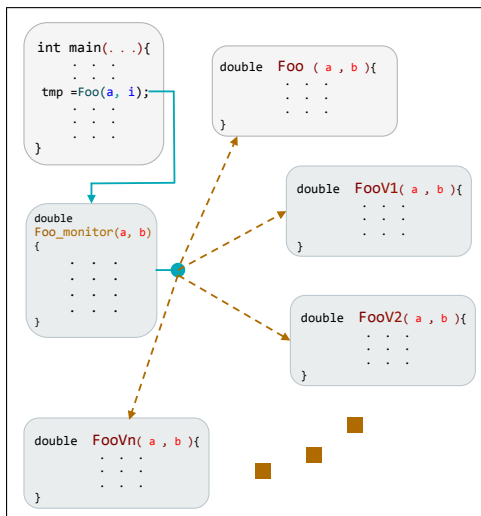 int main(. . .){
. . .
. . .
tmp =Foo(a, i);
. . .
. . .
. . .
}
double Foo ( a , b ){
. . .
. . .
. . .
}
double
Foo_monitor(a, b)
{
. . .
. . .
. . .
. . .
}
double FooV1( a , b ){
. . .
. . .
. . .
}
double FooV2( a , b ){
. . .
. . .
. . .
}
double FooVn( a , b ){
. . .
. . .
. . .
}